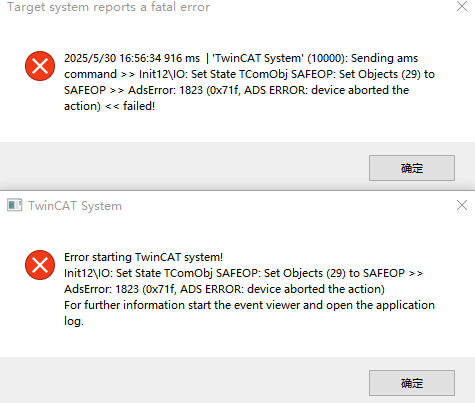 Target system reports a fatal error
2025/5/30 16:56:34 916 ms | 'TwinCAT System' (10000): Sending ams
command >> Init12\IO: Set State TComObj SAFEOP: Set Objects (29) to
SAFEOP >> AdsError: 1823 (0x71f, ADS ERROR: device aborted the
action) << failed!
确定
TwinCAT System
Error starting TwinCAT system!
Init12\IO: Set State TComObj SAFEOP: Set Objects (29) to SAFEOP >>
AdsError: 1823 (0x71f, ADS ERROR: device aborted the action)
For further information start the event viewer and open the application
log.
确定